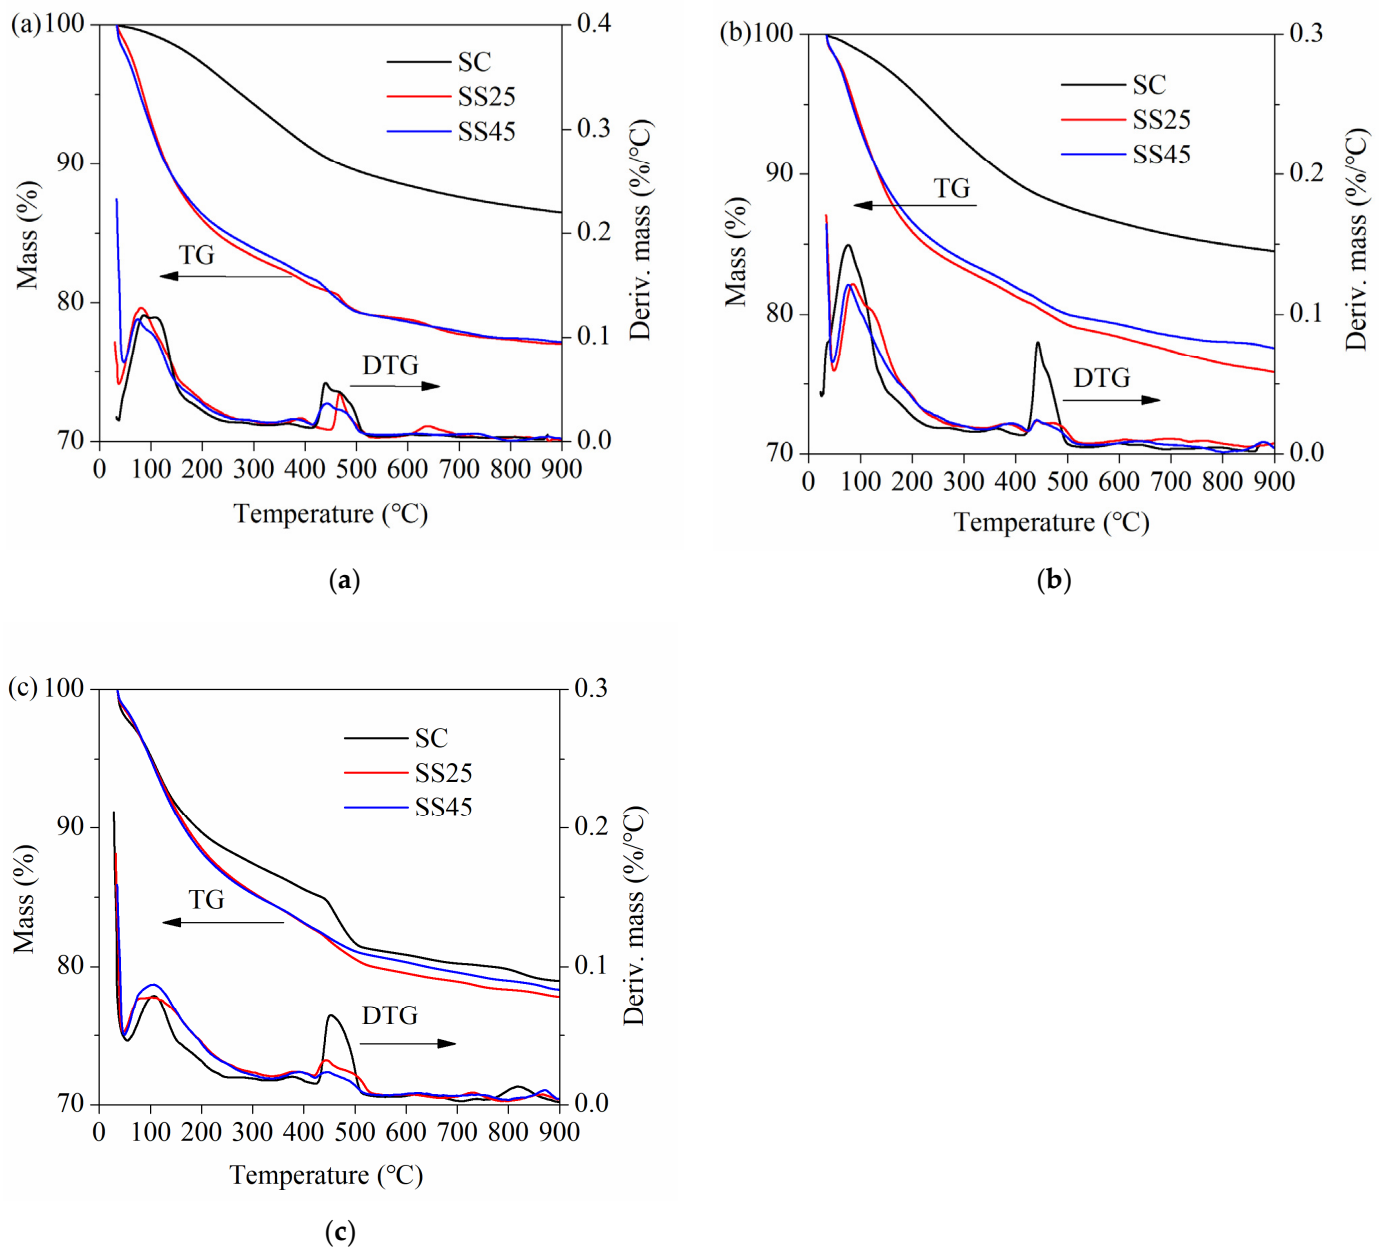 (a)
100
90
80
70
Mass (%)
0.4
0.3
0.2
0.1
0.0
Deriv. mass (%/°C)
SC
SS25
SS45
TG
DTG
0 100 200 300 400 500 600 700 800 900
Temperature (°C)
(a)
(b)
100
90
80
70
Mass (%)
0.3
0.2
0.1
0.0
Deriv. mass (%/°C)
SC
SS25
SS45
TG
DTG
0 100 200 300 400 500 600 700 800 900
Temperature (°C)
(b)
(c)
100
90
80
70
Mass (%)
0.3
0.2
0.1
0.0
Deriv. mass (%/°C)
SC
SS25
SS45
TG
DTG
0 100 200 300 400 500 600 700 800 900
Temperature (°C)
(c)